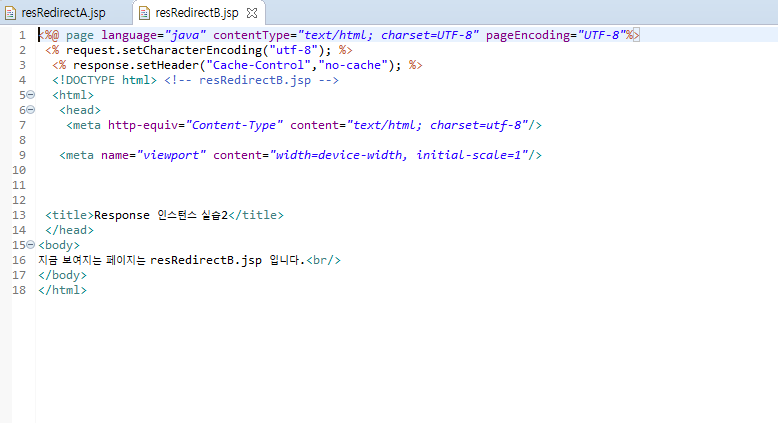 resRedirectA.jsp
resRedirectB.jsp
1 <%@ page language="java" contentType="text/html; charset=UTF-8" pageEncoding="UTF-8"%>
2 <% request.setCharacterEncoding("utf-8"); %>
3 <% response.setHeader("Cache-Control","no-cache"); %>
4 <!DOCTYPE html> <!-- resRedirectB.jsp -->
5 <html>
6 <head>
7 <meta http-equiv="Content-Type" content="text/html; charset=utf-8"/>
8
9 <meta name="viewport" content="width=device-width, initial-scale=1"/>
10
11
12
13 <title>Response 인스턴스 실습2</title>
14 </head>
15 <body>
16 지금 보여지는 페이지는 resRedirectB.jsp 입니다.<br/>
17 </body>
18 </html>